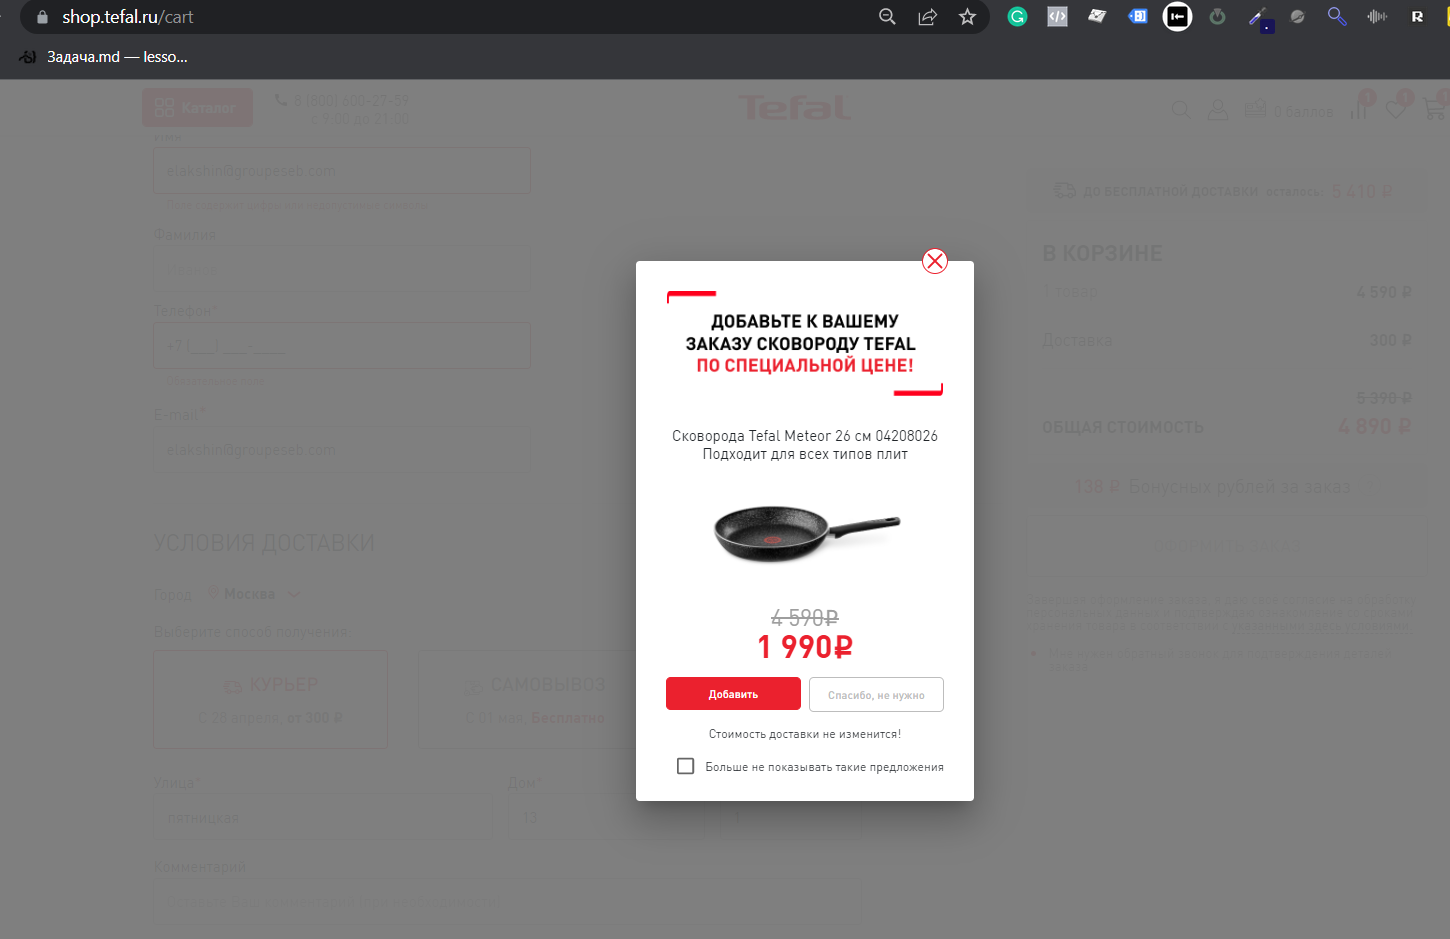 shop.tefal.ru/cart
Задача.md — lesso...
Каталог
8 (800) 600-27-59
с 9:00 до 21:00
Tefal
0 баллов
1
1
elakshin@groupeseb.com
ДО БЕСПЛАТНОЙ ДОСТАВКИ осталось: 5 410 ₽
Фамилия
В КОРЗИНЕ
1 товар
4 590 ₽
Телефон*
+7 (___) ___-____
Доставка
300 ₽
E-mail*
5 390 ₽
ОБЩАЯ СТОИМОСТЬ
4 890 ₽
elakshin@groupeseb.com
138 ₽ Бонусных рублей за заказ
УСЛОВИЯ ДОСТАВКИ
Город
Москва
Выберите способ получения
КУРЬЕР
С 28 апреля, от 300 ₽
САМОВЫВОЗ
С 01 мая, Бесплатно
Улица*
Дом*
пятницкая
13
1
Комментарий
ДОБАВЬТЕ К ВАШЕМУ
ЗАКАЗУ СКОВОРОДУ TEFAL
ПО СПЕЦИАЛЬНОЙ ЦЕНЕ!
Сковорода Tefal Meteor 26 см 04208026
Подходит для всех типов плит
4 590₽
1 990₽
Добавить
Спасибо, не нужно
Стоимость доставки не изменится!
Больше не показывать такие предложения